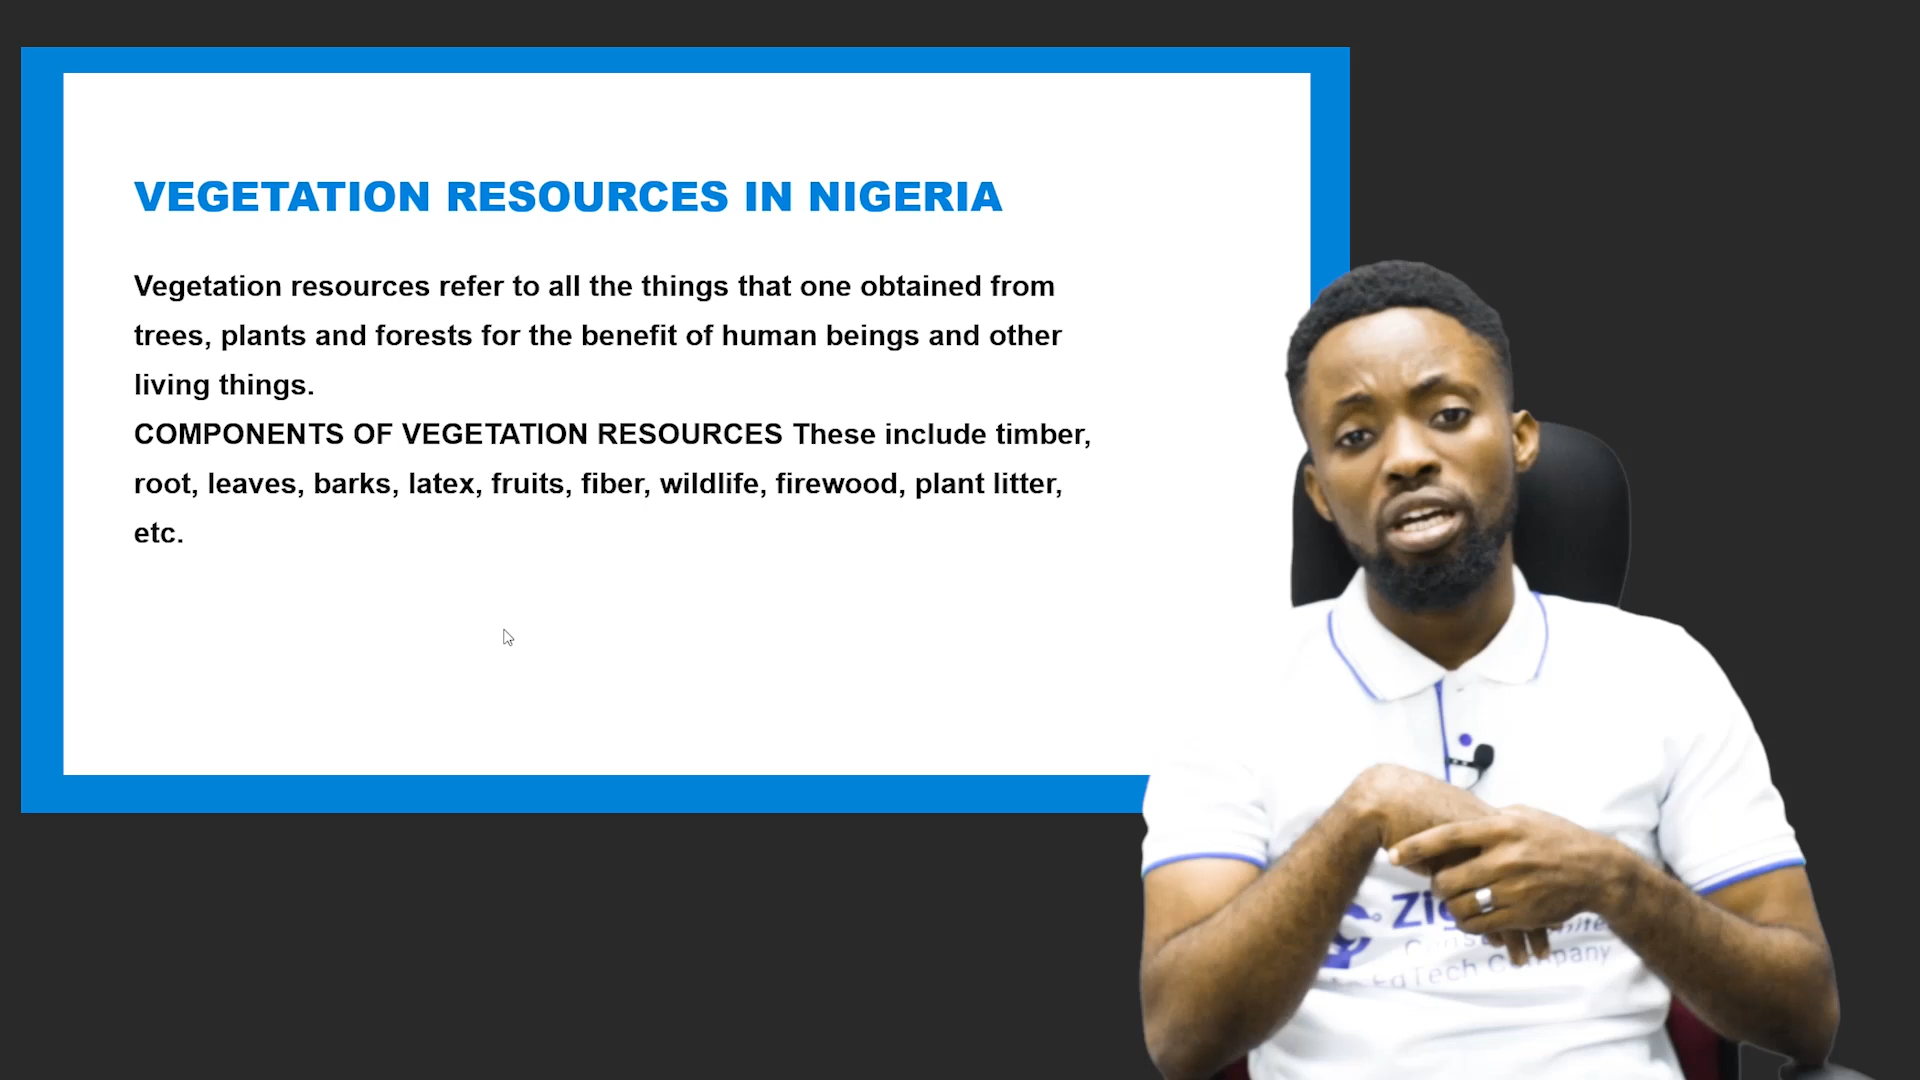 VEGETATION RESOURCES IN NIGERIA
Vegetation resources refer to all the things that one obtained from
trees, plants and forests for the benefit of human beings and other
living things.
COMPONENTS OF VEGETATION RESOURCES These include timber,
root, leaves, barks, latex, fruits, fiber, wildlife, firewood, plant litter,
etc.
EdTech Company